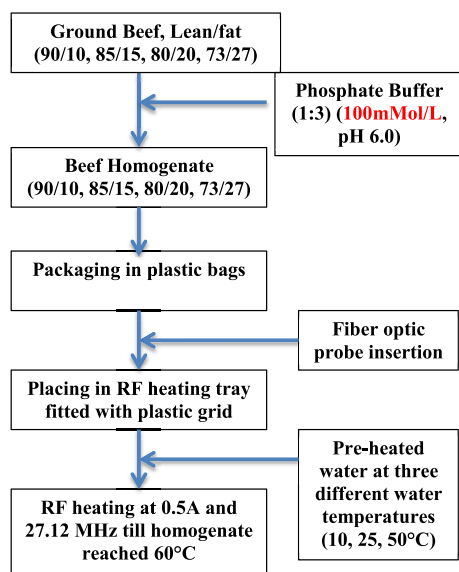 Ground Beef, Lean/fat
(90/10, 85/15, 80/20, 73/27)
Phosphate Buffer
(1:3) (100mMol/L,
pH 6.0)
Beef Homogenate
(90/10, 85/15, 80/20, 73/27)
Packaging in plastic bags
Fiber optic
probe insertion
Placing in RF heating tray
fitted with plastic grid
Pre-heated
water at three
different water
temperatures
(10, 25, 50°C)
RF heating at 0.5A and
27.12 MHz till homogenate
reached 60°C